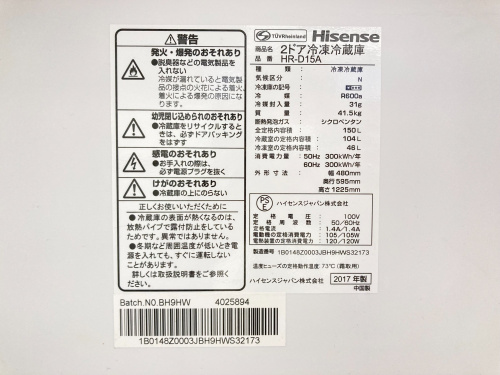 警告
発火・爆発のおそれあり
●脱臭器などの電気製品を
入れない
冷媒が漏れていると電気製
品の接点の火花による着
火による爆発の原因となり
ます。
幼児閉じ込められのおそれあり
●冷蔵庫をリサイクルすると
きは、必ずドアパッキング
をはずす
感電のおそれあり
●お手入れの際は、
必ず電源プラグを抜く
けがのおそれあり
●冷蔵庫の上にのらない
正しくお使いいただくために
●冷蔵庫の表面が熱くなるのは、
放熱パイプで露付防止をしている
ためです。異常ではありません。
●冬期など周囲温度が低いとき電
源を入れても、すぐに運転しない
ことがあります。
詳しくは取扱説明書をご覧ください。
Batch.N0.BH9HW 4025894
1B0148Z0003JBH9HWS32173
TÜVRheinland Hisense
商品名 2ドア冷凍冷蔵庫
品番 HR-D15A
種類 : 冷凍冷蔵庫
気候区分 : N
冷凍庫の記号 :
冷媒 : R600a
冷媒封入量 : 31g
質量 : 41.5kg
断熱発泡ガス : シクロペンタン
全定格内容積 : 150L
冷蔵室定格内容積 : 104L
冷凍室定格内容積 : 46L
消費電力量 : 50Hz 300kWh/年
60Hz 300kWh/年
外形寸法 : 幅 480mm
奥行 595mm
高さ 1225mm
PS
E
ハイセンスジャパン株式会社
定格電圧 : 100V
定格周波数 : 50/60Hz
定格電流 : 1.4A/1.4A
電動機の定格消費電力 : 105/105W
電熱装置の定格消費電力 : 120/120W
製造番号 : 1B0148Z0003JBH9HWS32173
温度ヒューズの定格動作温度 73℃(霜取用)
ハイセンスジャパン株式会社
2017 年製
中国製